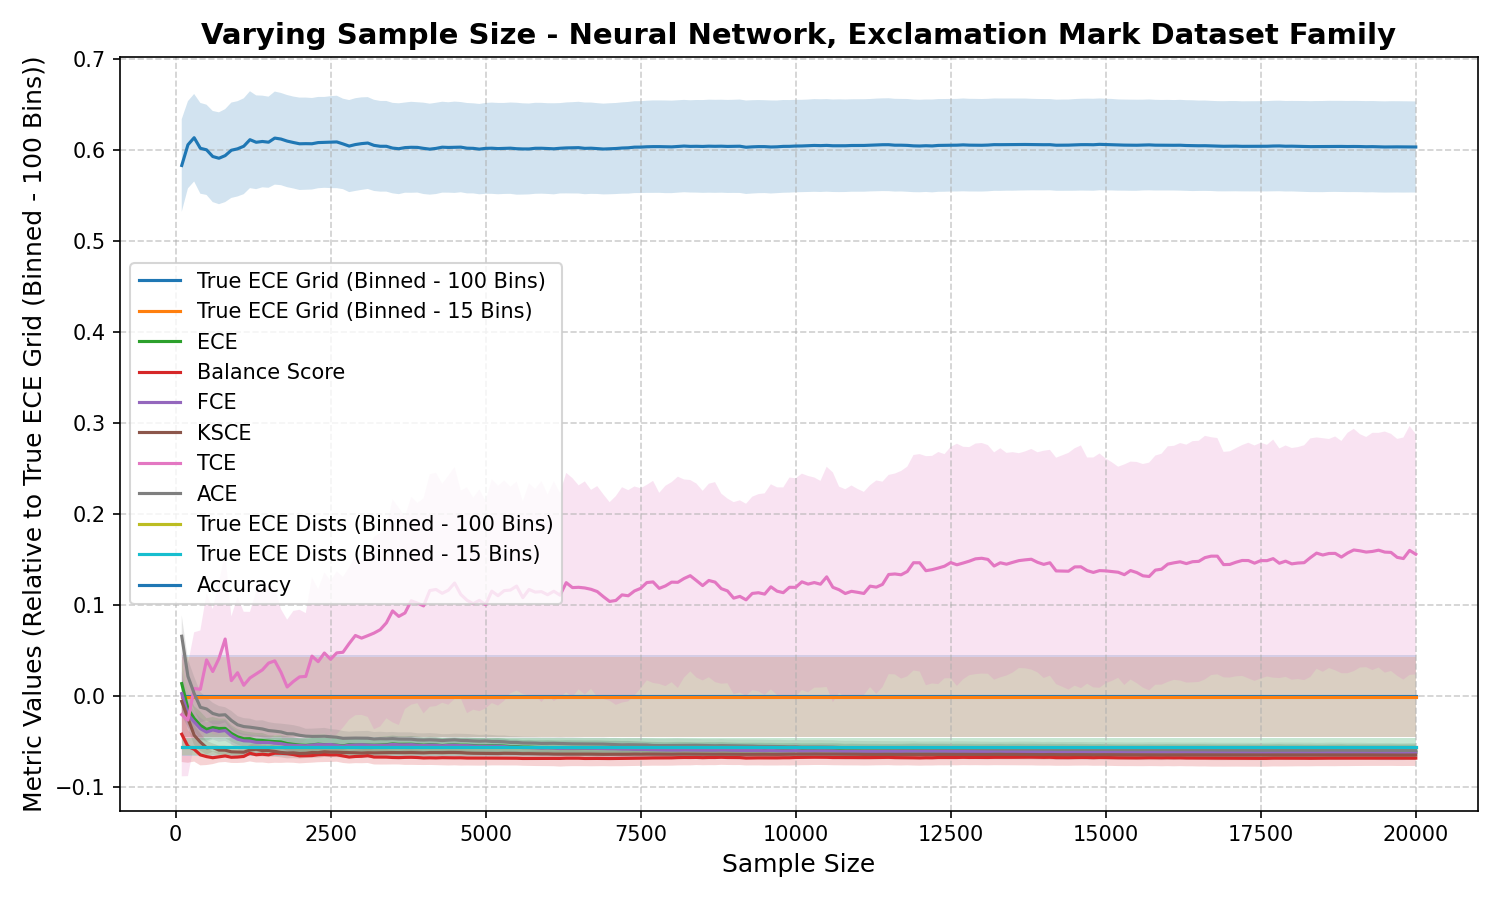 Varying Sample Size - Neural Network, Exclamation Mark Dataset Family
Metric Values (Relative to True ECE Grid (Binned - 100 Bins))
0.7
0.6
0.5
0.4
0.3
0.2
0.1
0.0
−0.1
True ECE Grid (Binned - 100 Bins)
True ECE Grid (Binned - 15 Bins)
ECE
Balance Score
FCE
KSCE
TCE
ACE
True ECE Dists (Binned - 100 Bins)
True ECE Dists (Binned - 15 Bins)
Accuracy
0 2500 5000 7500 10000 12500 15000 17500 20000
Sample Size